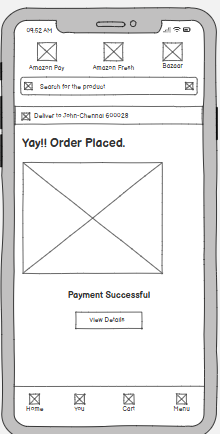 09:52 AM
Amazon Pay
Amazon Fresh
Bazaar
Search for the product
Deliver to John-Chennai 600028
Yay!! Order Placed.
Payment Successful
View Details
Home
You
Cart
Menu